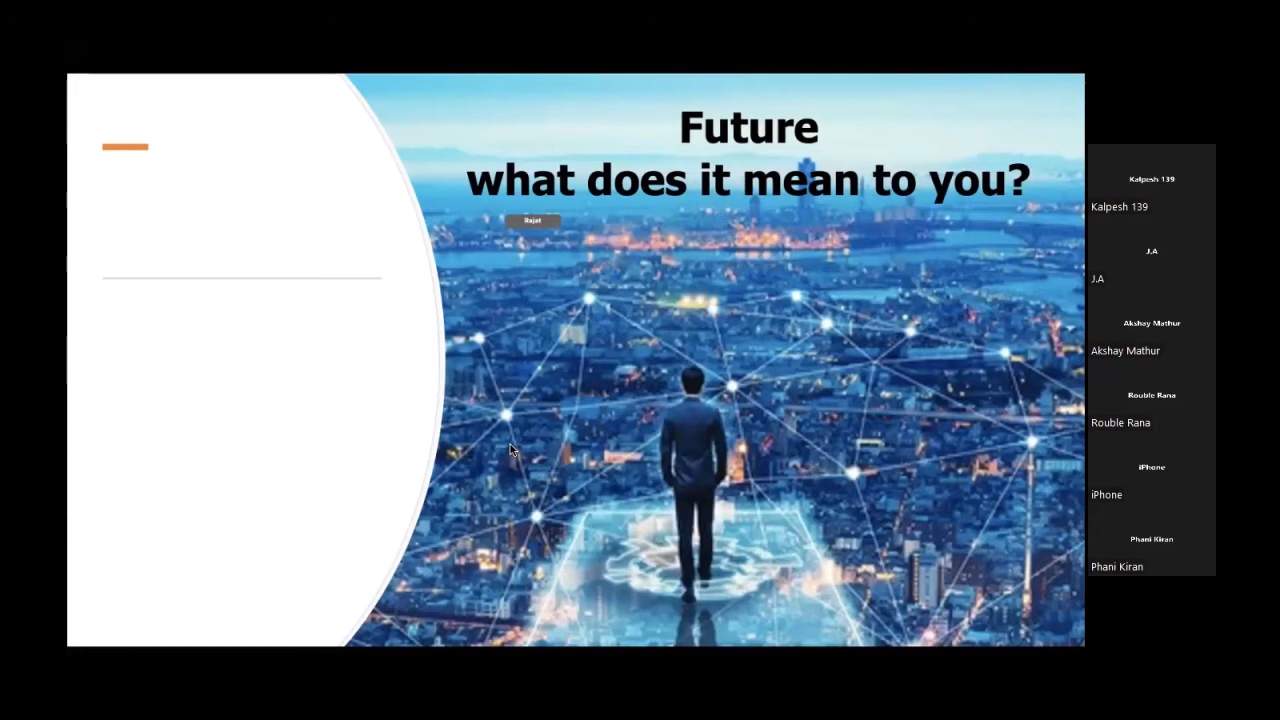 Future
what does it mean to you?
Rajat
Kalpesh 139
Kalpesh 139
J.A
J.A
Akshay Mathur
Akshay Mathur
Rouble Rana
Rouble Rana
iPhone
iPhone
Phani Kiran
Phani Kiran